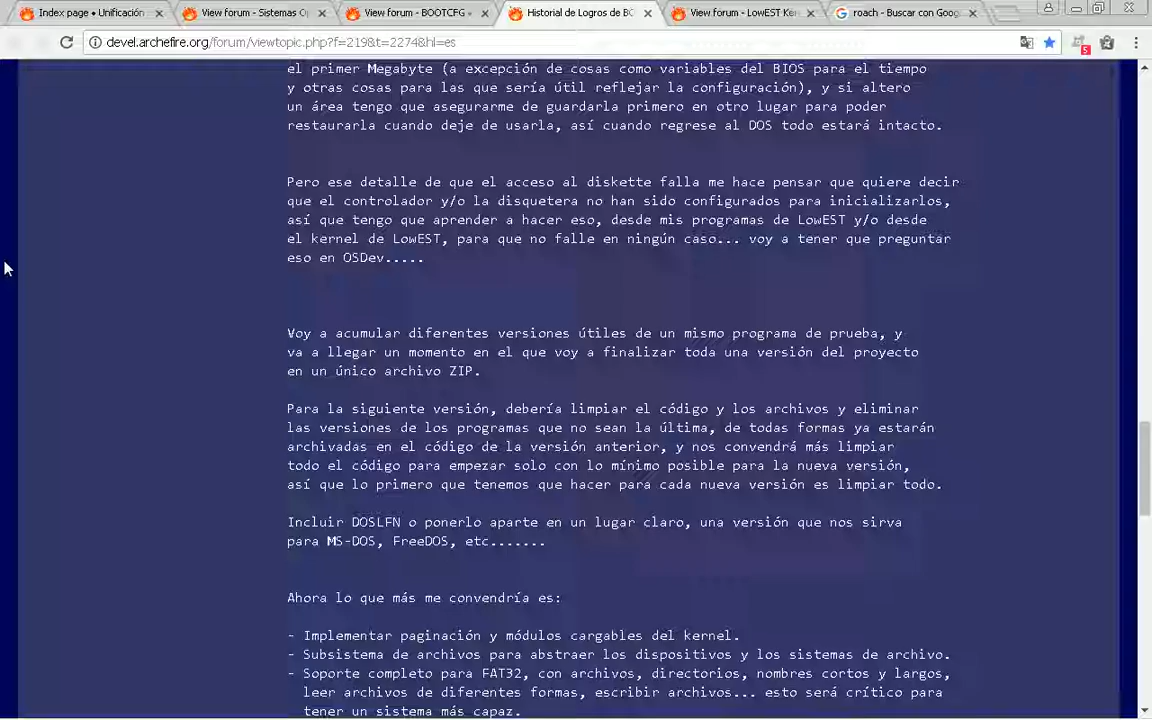 Index page • Unificación
View forum - Sistemas O
View forum - BOOTCFG •
Historial de Logros de BO
View forum - LowEST Ke
roach - Buscar con Goog
devel.archefire.org/forum/viewtopic.php?f=219&t=2274&hl=es
5
el primer Megabyte (a excepción de cosas como variables del BIOS para el tiempo
y otras cosas para las que sería útil reflejar la configuración), y si altero
un área tengo que asegurarme de guardarla primero en otro lugar para poder
restaurarla cuando deje de usarla, así cuando regrese al DOS todo estará intacto.
Pero ese detalle de que el acceso al diskette falla me hace pensar que quiere decir
que el controlador y/o la disquetera no han sido configurados para inicializarlos,
así que tengo que aprender a hacer eso, desde mis programas de LowEST y/o desde
el kernel de LowEST, para que no falle en ningún caso... voy a tener que preguntar
eso en OSDev.....
Voy a acumular diferentes versiones útiles de un mismo programa de prueba, y
va a llegar un momento en el que voy a finalizar toda una versión del proyecto
en un único archivo ZIP.
Para la siguiente versión, debería limpiar el código y los archivos y eliminar
las versiones de los programas que no sean la última, de todas formas ya estarán
archivadas en el código de la versión anterior, y nos convendrá más limpiar
todo el código para empezar solo con lo mínimo posible para la nueva versión,
así que lo primero que tenemos que hacer para cada nueva versión es limpiar todo.
Incluir DOSLFN o ponerlo aparte en un lugar claro, una versión que nos sirva
para MS-DOS, FreeDOS, etc.......
Ahora lo que más me convendría es:
- Implementar paginación y módulos cargables del kernel.
- Subsistema de archivos para abstraer los dispositivos y los sistemas de archivo.
- Soporte completo para FAT32, con archivos, directorios, nombres cortos y largos,
leer archivos de diferentes formas, escribir archivos... esto será crítico para
tener un sistema más capaz.